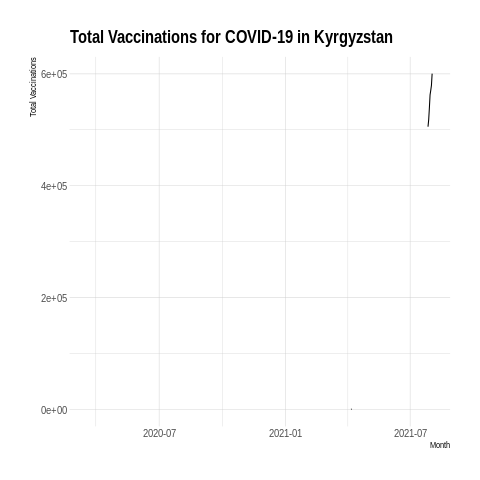 Total Vaccinations for COVID-19 in Kyrgyzstan
Total Vaccinations
6e+05
4e+05
2e+05
0e+00
2020-07
2021-01
2021-07
Month